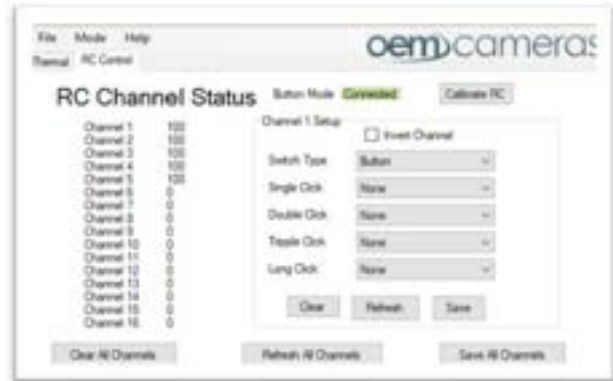 File Mode Help
oemcameras
Thermal RC Control
RC Channel Status
Button Mode Connected Calibrate RC
Channel 1 100
Channel 2 100
Channel 3 100
Channel 4 100
Channel 5 100
Channel 6 0
Channel 7 0
Channel 8 0
Channel 9 0
Channel 10 0
Channel 11 0
Channel 12 0
Channel 13 0
Channel 14 0
Channel 15 0
Channel 16 0
Channel 1 Setup
Invert Channel
Switch Type Button
Single Click None
Double Click None
Tripple Click None
Long Click None
Clear Refresh Save
Clear All Channels Refresh All Channels Save All Channels